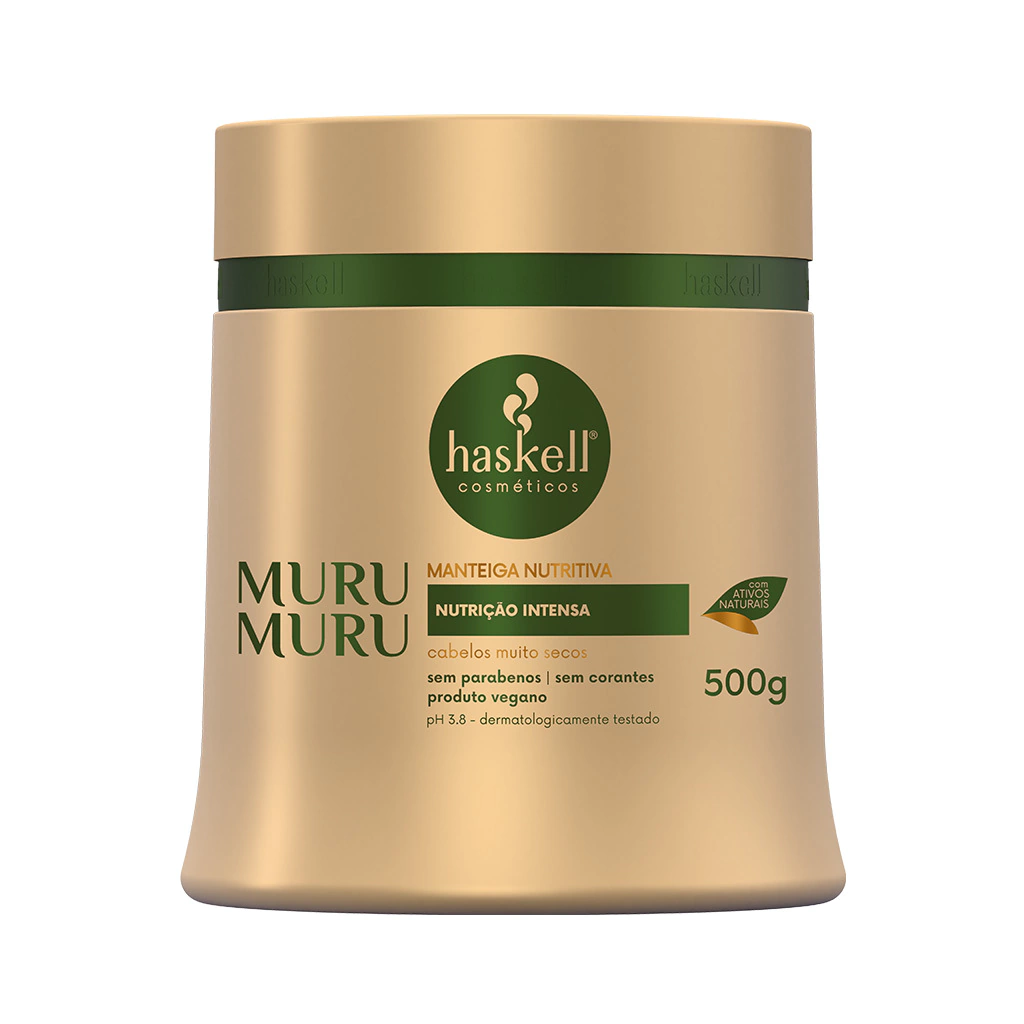 haskell
haskell
haskell®
cosméticos
MURU
MURU
MANTEIGA NUTRITIVA
NUTRIÇÃO INTENSA
cabelos muito secos
sem parabenos | sem corantes
produto vegano
pH 3.8 - dermatologicamente testado
com
ATIVOS
NATURAIS
500g